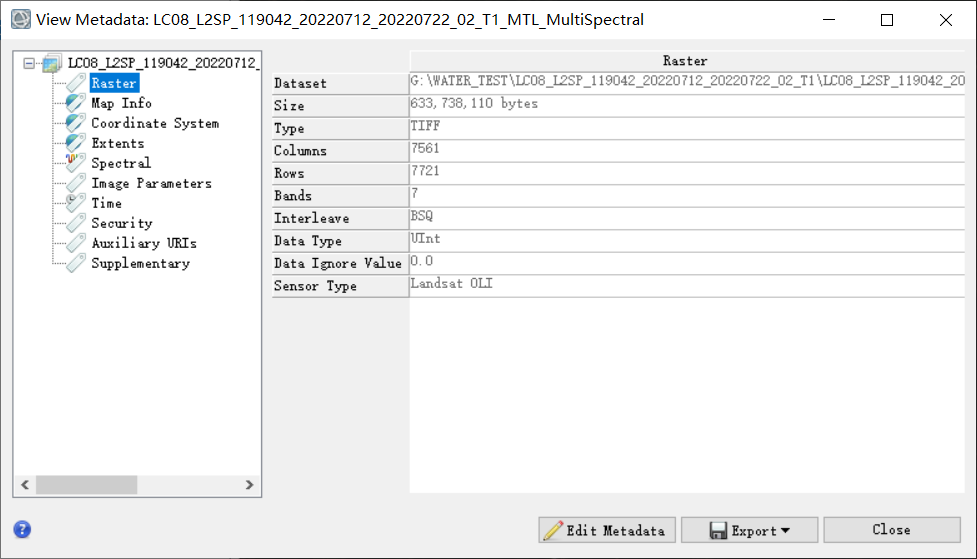 View Metadata: LC08_L2SP_119042_20220712_20220722_02_T1_MTL_MultiSpectral
LC08_L2SP_119042_20220712_
Raster
Map Info
Coordinate System
Extents
Spectral
Image Parameters
Time
Security
Auxiliary URIs
Supplementary
Raster
Dataset G:\WATER_TEST\LC08_L2SP_119042_20220712_20220722_02_T1\LC08_L2SP_119042_20
Size 633,738,110 bytes
Type TIFF
Columns 7561
Rows 7721
Bands 7
Interleave BSQ
Data Type UInt
Data Ignore Value 0.0
Sensor Type Landsat OLI
? Edit Metadata Export Close